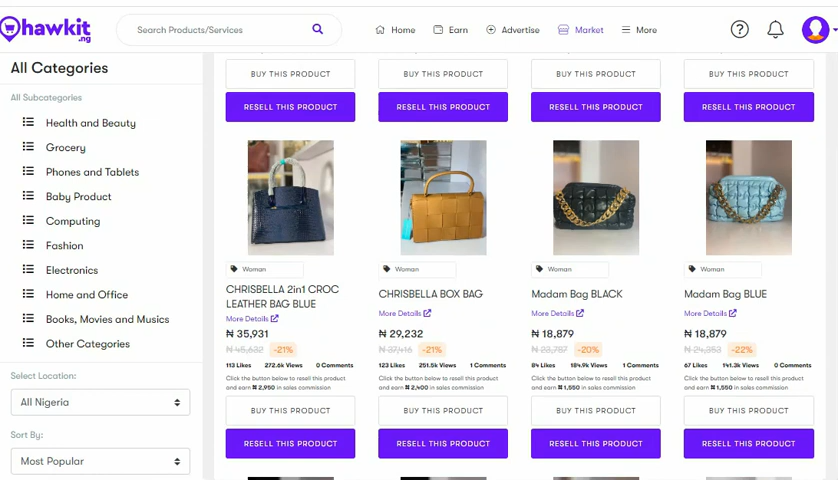 hawkit
.ng
Search Products/Services
Home
Earn
Advertise
Market
More
All Categories
All Subcategories
Health and Beauty
Grocery
Phones and Tablets
Baby Product
Computing
Fashion
Electronics
Home and Office
Books, Movies and Musics
Other Categories
Select Location:
All Nigeria
Sort By:
Most Popular
BUY THIS PRODUCT
RESELL THIS PRODUCT
BUY THIS PRODUCT
RESELL THIS PRODUCT
BUY THIS PRODUCT
RESELL THIS PRODUCT
BUY THIS PRODUCT
RESELL THIS PRODUCT
Woman
CHRISBELLA 2in1 CROC
LEATHER BAG BLUE
More Details
₦ 35,931
₦ 45,632 -21%
113 Likes 272.6k Views 0 Comments
Click the button below to resell this product
and earn ₦ 2,950 in sales commission
BUY THIS PRODUCT
RESELL THIS PRODUCT
Woman
CHRISBELLA BOX BAG
More Details
₦ 29,232
₦ 37,416 -21%
123 Likes 251.5k Views 1 Comments
Click the button below to resell this product
and earn ₦ 2,400 in sales commission
BUY THIS PRODUCT
RESELL THIS PRODUCT
Woman
Madam Bag BLACK
More Details
₦ 18,879
₦ 23,787 -20%
84 Likes 184.9k Views 1 Comments
Click the button below to resell this product
and earn ₦ 1,550 in sales commission
BUY THIS PRODUCT
RESELL THIS PRODUCT
Woman
Madam Bag BLUE
More Details
₦ 18,879
₦ 24,353 -22%
67 Likes 141.3k Views 0 Comments
Click the button below to resell this product
and earn ₦ 1,550 in sales commission
BUY THIS PRODUCT
RESELL THIS PRODUCT